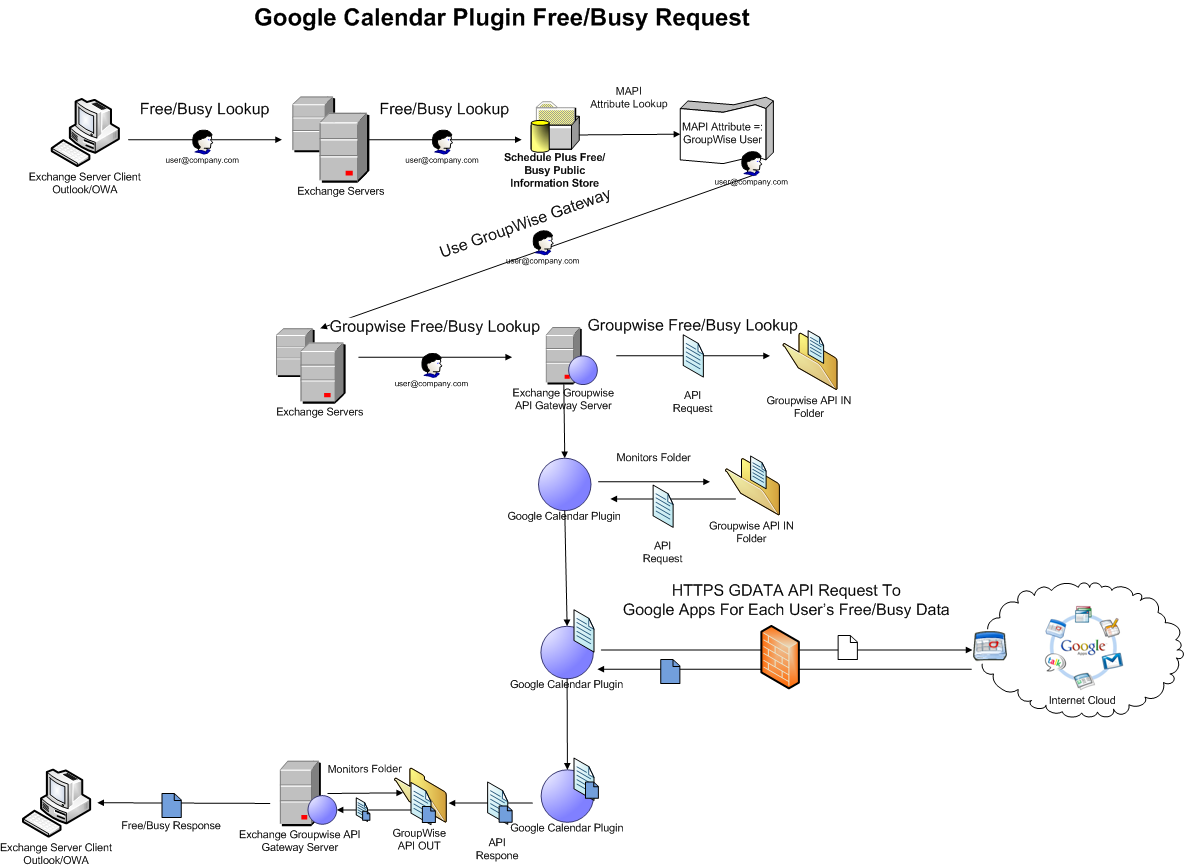 Google Calendar Plugin Free/Busy Request
Free/Busy Lookup
user@company.com
Exchange Server Client
Outlook/OWA
Exchange Servers
Free/Busy Lookup
user@company.com
Schedule Plus Free/
Busy Public
Information Store
MAPI
Attribute Lookup
MAPI Attribute =:
GroupWise User
user@company.com
Use GroupWise Gateway
user@company.com
Exchange Servers
Groupwise Free/Busy Lookup
user@company.com
Exchange Groupwise
API Gateway Server
Groupwise Free/Busy Lookup
API
Request
Groupwise API IN
Folder
Google Calendar Plugin
Monitors Folder
API
Request
Groupwise API IN
Folder
HTTPS GDATA API Request To
Google Apps For Each User's Free/Busy Data
Google Calendar Plugin
Google
Apps
talk
Internet Cloud
Google Calendar Plugin
API
Respone
GroupWise
API OUT
Monitors Folder
Exchange Groupwise API
Gateway Server
Free/Busy Response
Exchange Server Client
Outlook/OWA